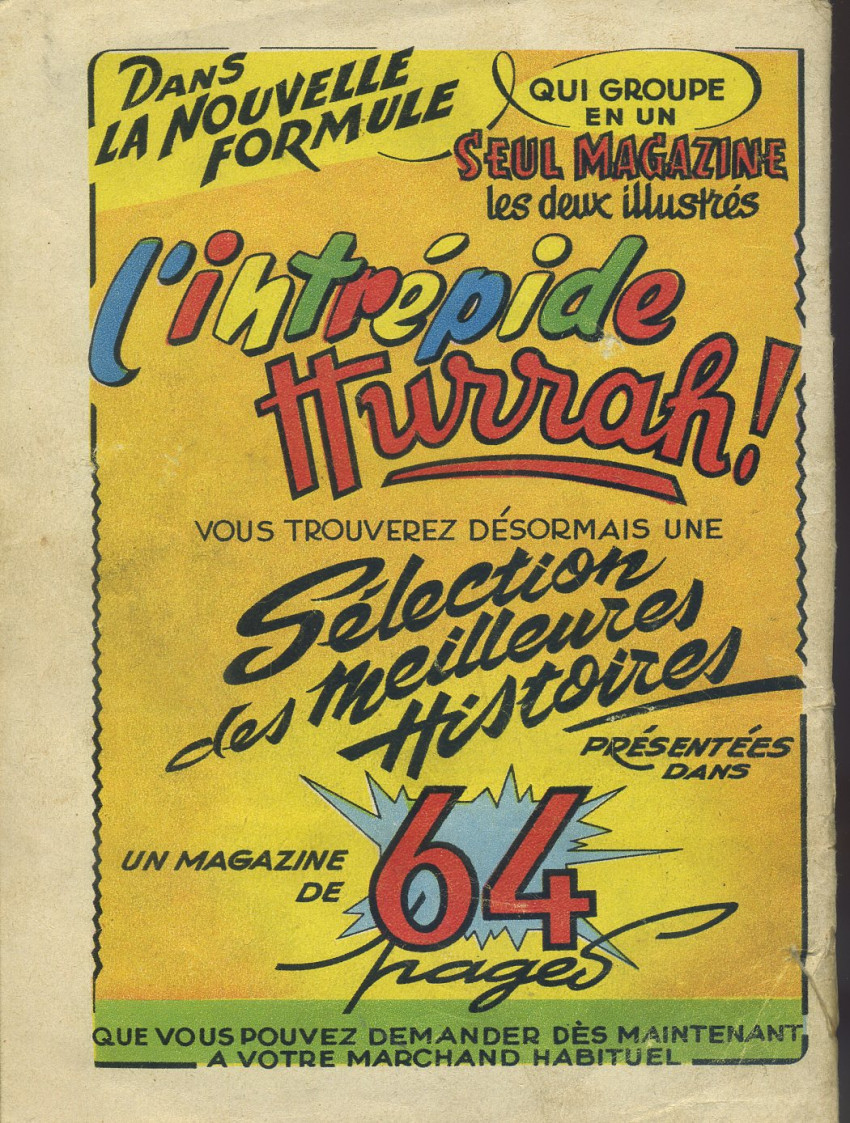 DANS
LA NOUVELLE
FORMULE
QUI GROUPE
EN UN
SEUL MAGAZINE
les deux illustrés
l'intrépide
Hurrah!
VOUS TROUVEREZ DÉSORMAIS UNE
Sélection
des Meilleures
Histoires
PRÉSENTÉES
DANS
UN MAGAZINE
DE
64
pages
QUE VOUS POUVEZ DEMANDER DÈS MAINTENANT
A VOTRE MARCHAND HABITUEL